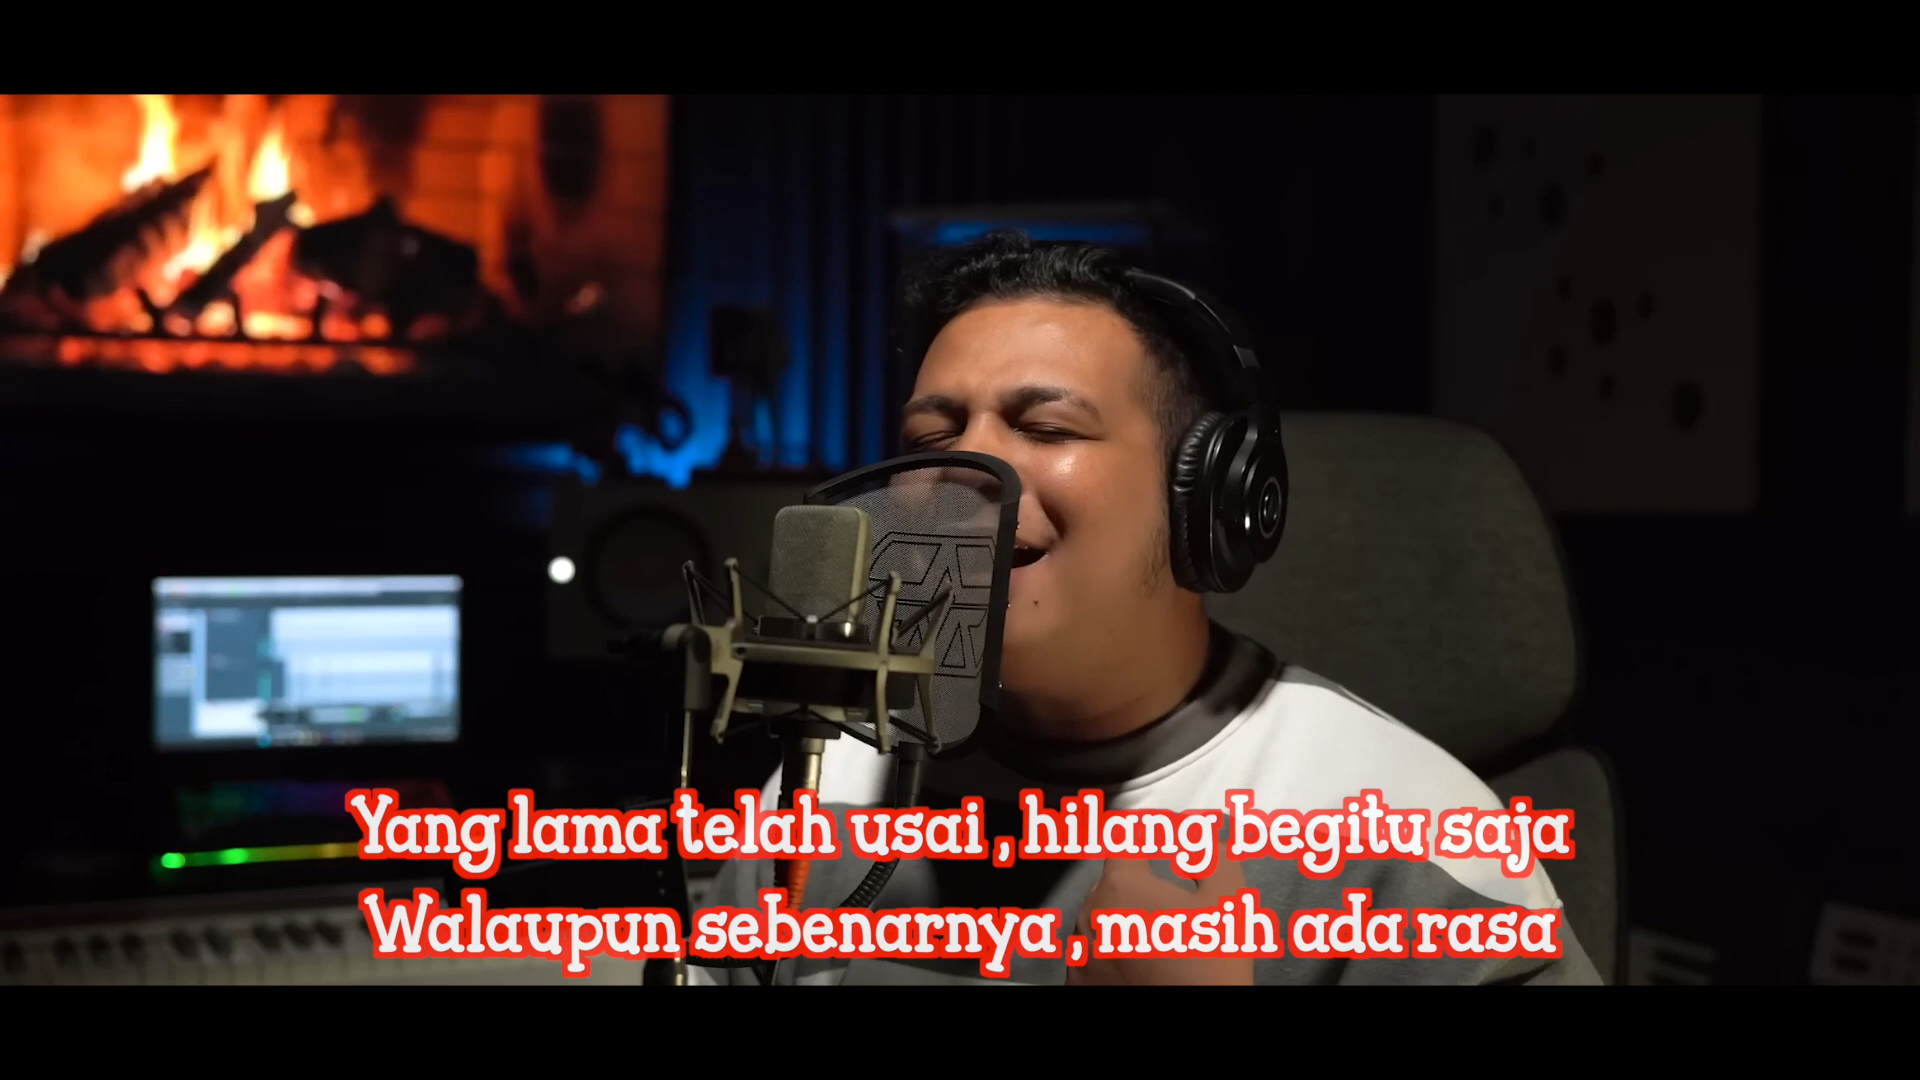 Yang lama telah usai , hilang begitu saja
Walaupun sebenarnya , masih ada rasa